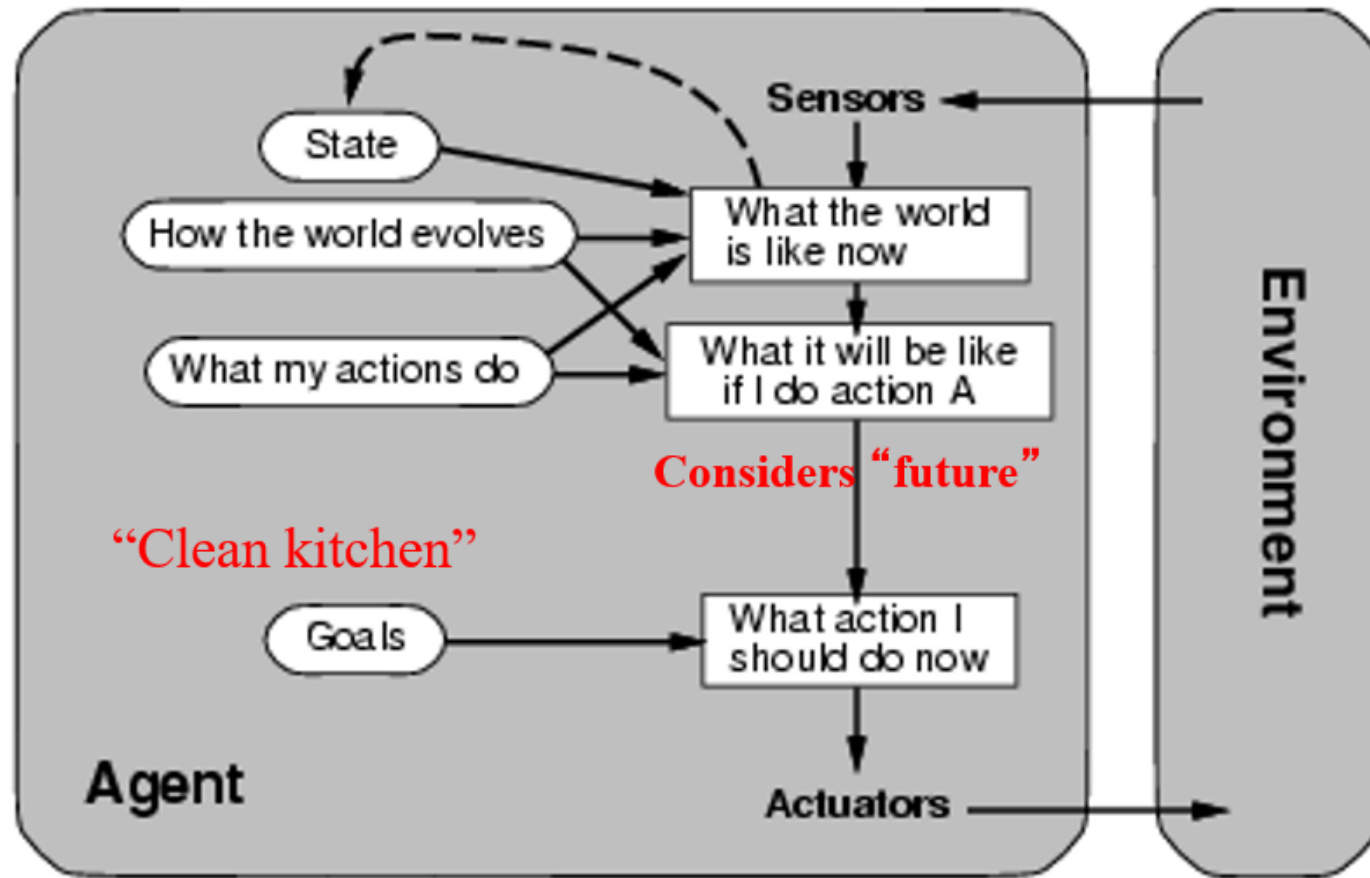 Sensors
State
What the world
is like now
How the world evolves
What my actions do
What it will be like
if I do action A
Considers “future”
“Clean kitchen”
Goals
What action I
should do now
Agent
Actuators
Environment